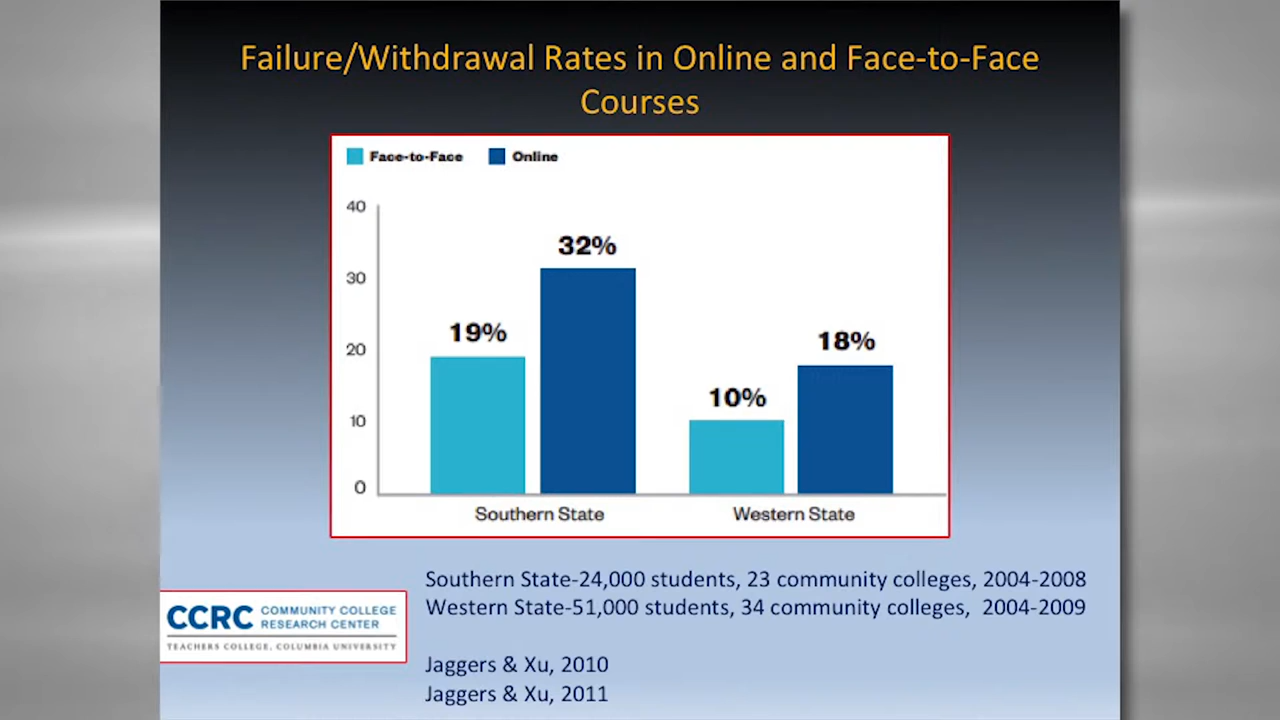 Failure/Withdrawal Rates in Online and Face-to-Face
Courses
Face-to-Face Online
40
30
20
10
0
19%
32%
10%
18%
Southern State
Western State
Southern State-24,000 students, 23 community colleges, 2004-2008
Western State-51,000 students, 34 community colleges, 2004-2009
CCRC
COMMUNITY COLLEGE
RESEARCH CENTER
TEACHERS COLLEGE, COLUMBIA UNIVERSITY
Jaggers & Xu, 2010
Jaggers & Xu, 2011